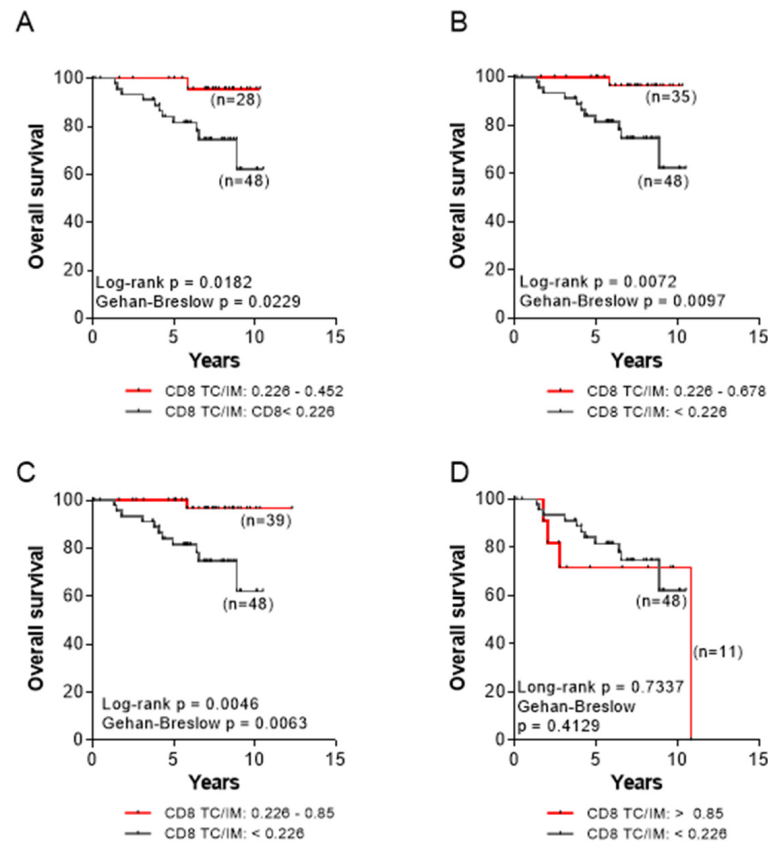 A
Overall survival
100
80
60
40
20
0
(n=28)
(n=48)
Log-rank p = 0.0182
Gehan-Breslow p = 0.0229
0 5 10 15
Years
CD8 TC/IM: 0.226 - 0.452
CD8 TC/IM: CD8< 0.226
B
Overall survival
100
80
60
40
20
0
(n=35)
(n=48)
Log-rank p = 0.0072
Gehan-Breslow p = 0.0097
0 5 10 15
Years
CD8 TC/IM: 0.226 - 0.678
CD8 TC/IM: < 0.226
C
Overall survival
100
80
60
40
20
0
(n=39)
(n=48)
Log-rank p = 0.0046
Gehan-Breslow p = 0.0063
0 5 10 15
Years
CD8 TC/IM: 0.226 - 0.85
CD8 TC/IM: < 0.226
D
Overall survival
100
80
60
40
20
0
(n=48)
(n=11)
Long-rank p = 0.7337
Gehan-Breslow
p = 0.4129
0 5 10 15
Years
CD8 TC/IM: > 0.85
CD8 TC/IM: < 0.226